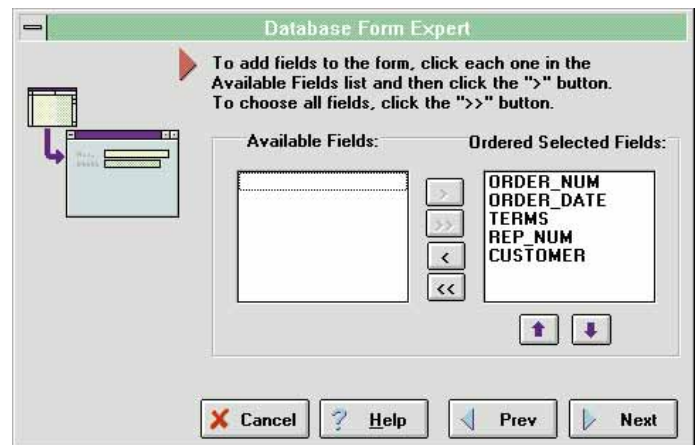 Database Form Expert
To add fields to the form, click each one in the
Available Fields list and then click the ">" button.
To choose all fields, click the ">>" button.
Available Fields:
Ordered Selected Fields:
>
>>
<
<<
ORDER_NUM
ORDER_DATE
TERMS
REP_NUM
CUSTOMER
Cancel
? Help
Prev
Next